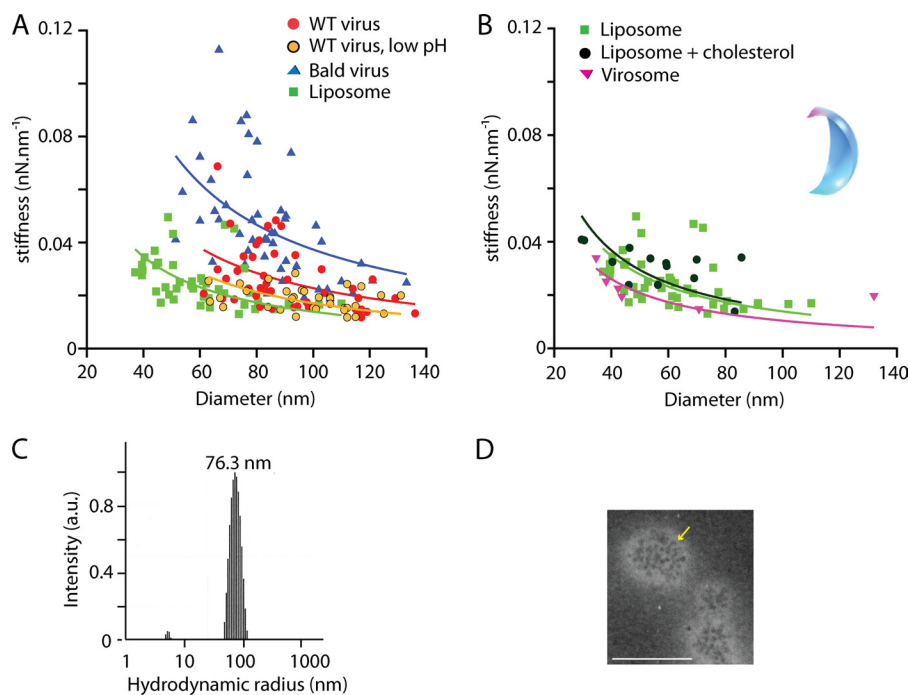 A
0.12
0.08
0.04
0
stiffness (nN.nm⁻¹)
20 40 60 80 100 120 140
Diameter (nm)
WT virus
WT virus, low pH
Bald virus
Liposome
B
0.12
0.08
0.04
0
stiffness (nN.nm⁻¹)
20 40 60 80 100 120 140
Diameter (nm)
Liposome
Liposome + cholesterol
Virosome
C
76.3 nm
0.8
0.4
0
Intensity (a.u.)
1 10 100 1000
Hydrodynamic radius (nm)
D